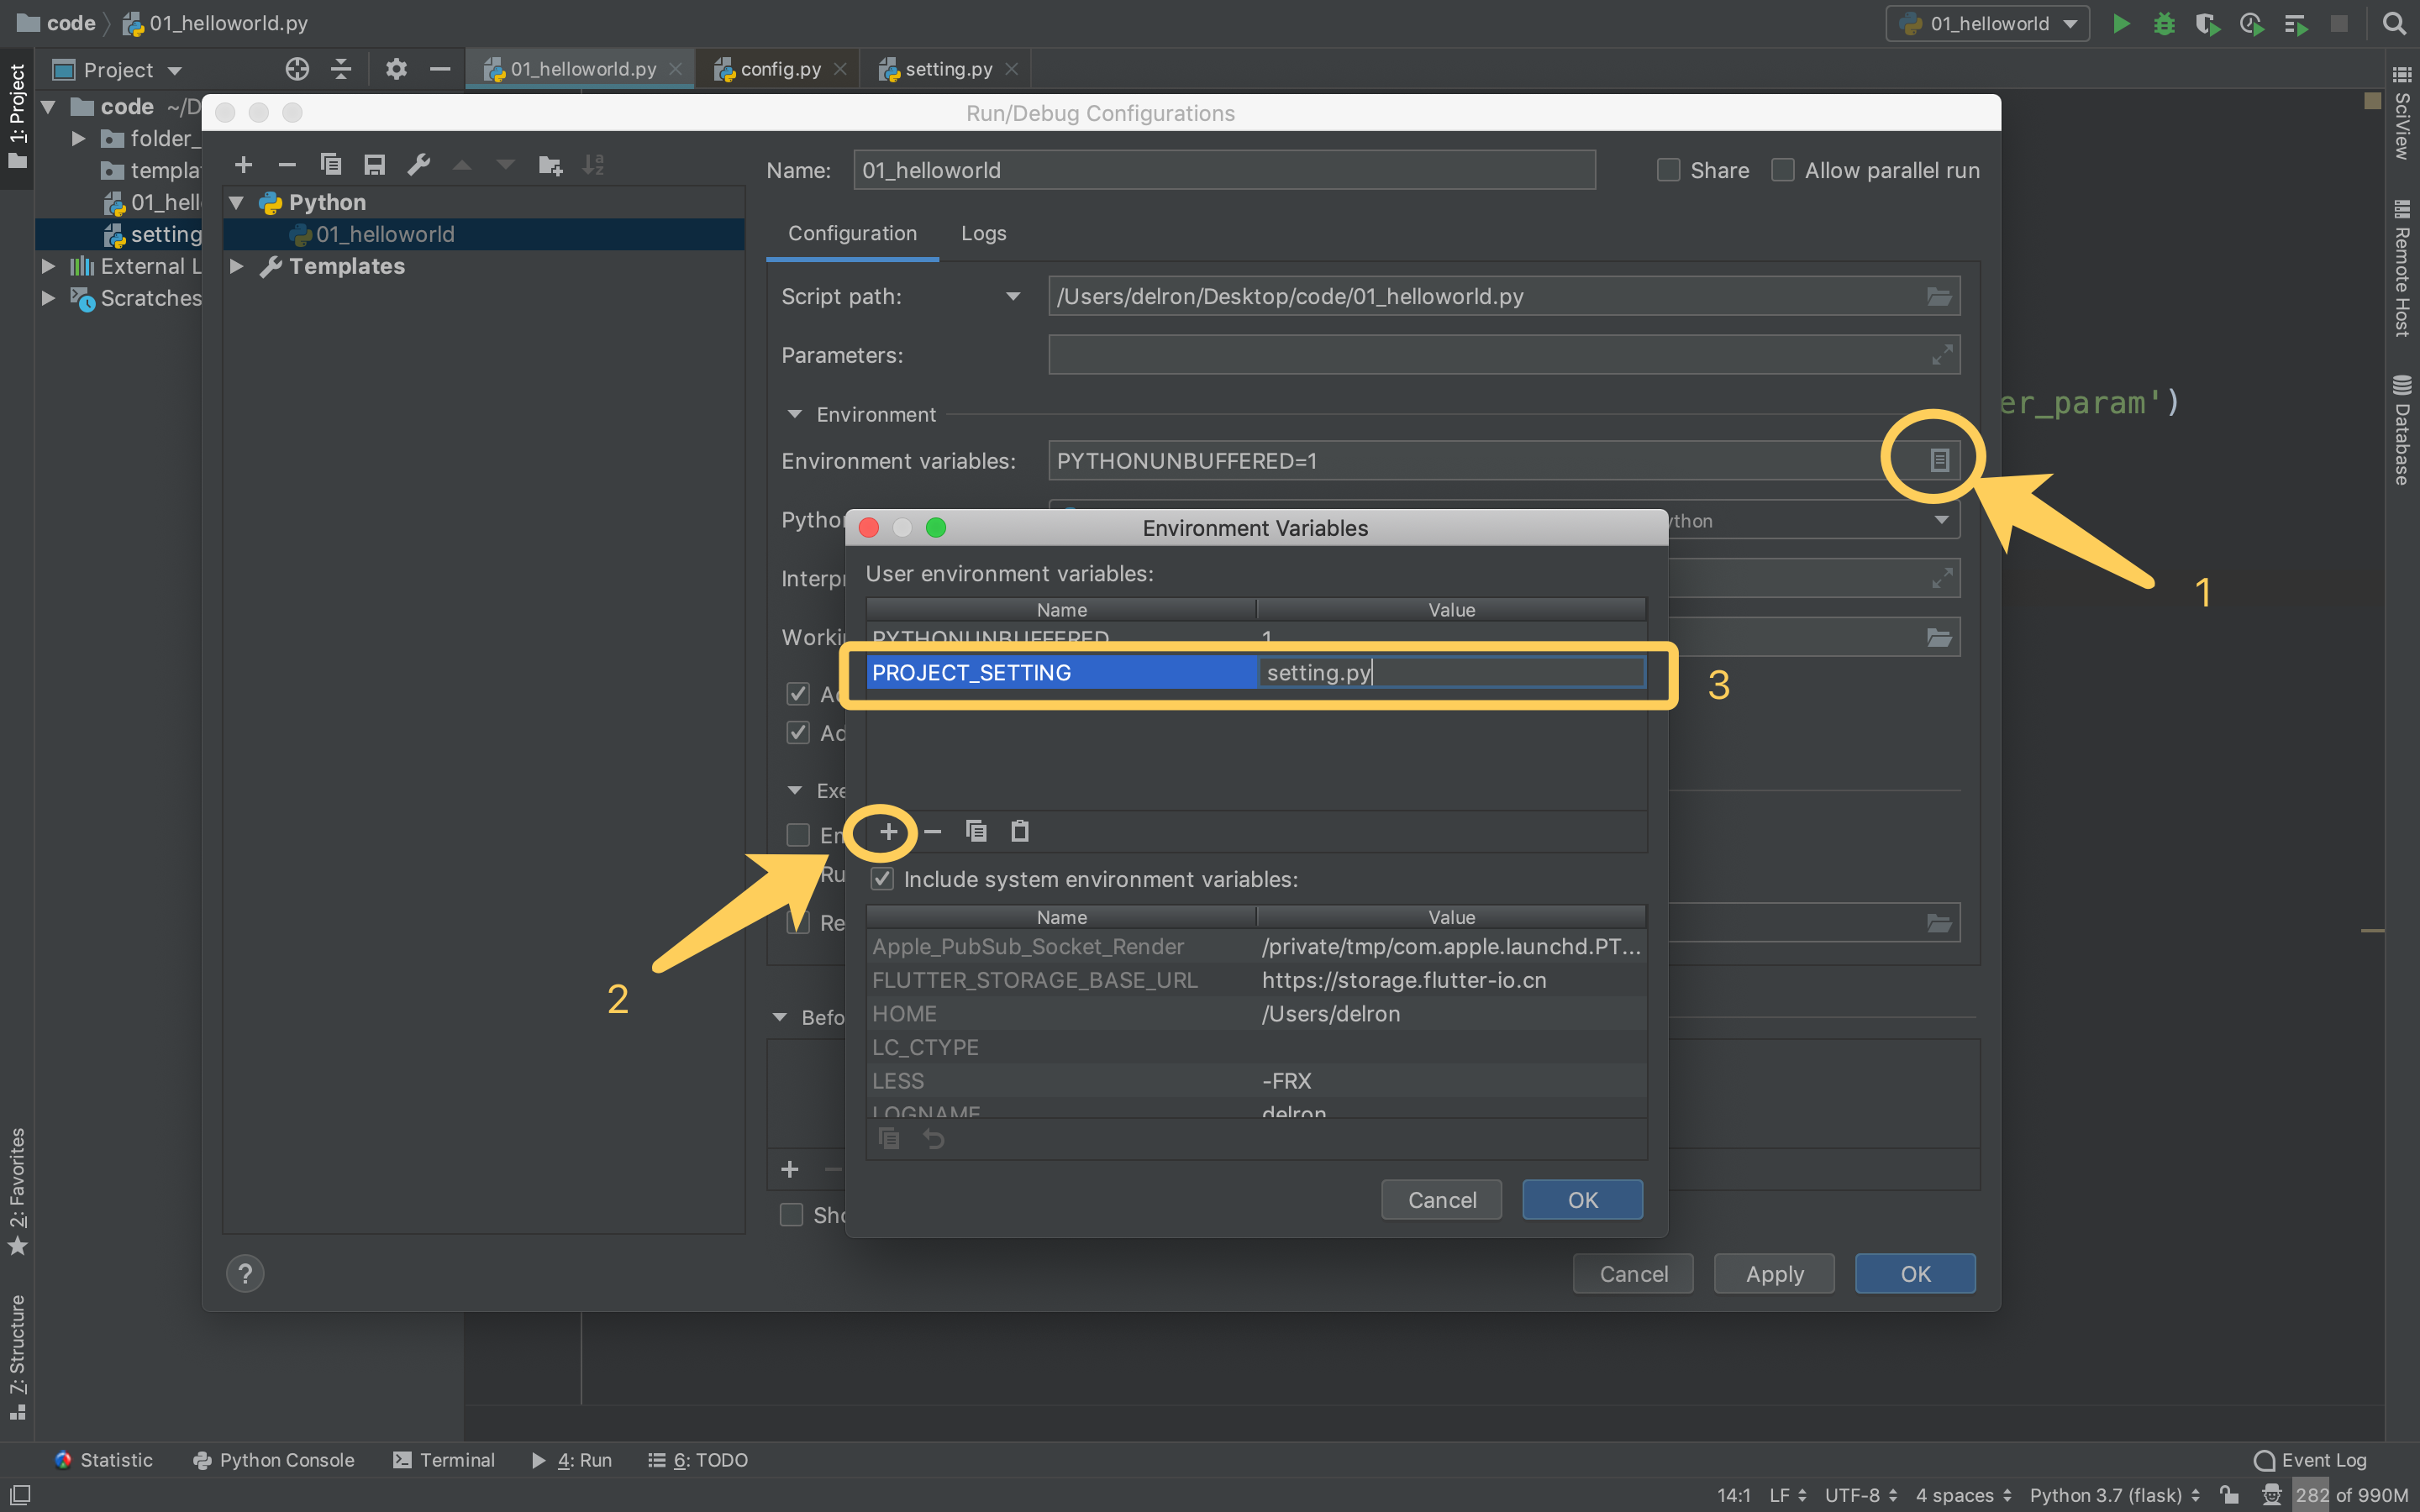 code 01_helloworld.py
01_helloworld
Project
01_helloworld.py
config.py
setting.py
1: Project
code ~/D
folder_
templa
01_hell
setting
External L
Scratches
2: Favorites
7: Structure
SciView
Remote Host
Database
er_param')
Run/Debug Configurations
Python
01_helloworld
Templates
Name: 01_helloworld
Share
Allow parallel run
Configuration Logs
Script path: /Users/delron/Desktop/code/01_helloworld.py
Parameters:
Environment
Environment variables: PYTHONUNBUFFERED=1
Python
ython
Interp
Worki
Ad
Ad
Exe
Em
Ru
Re
Befo
Sho
?
Cancel Apply OK
Environment Variables
User environment variables:
Name Value
PYTHONUNBUFFERED 1
PROJECT_SETTING setting.py
Include system environment variables:
Name Value
Apple_PubSub_Socket_Render /private/tmp/com.apple.launchd.PT...
FLUTTER_STORAGE_BASE_URL https://storage.flutter-io.cn
HOME /Users/delron
LC_CTYPE
LESS -FRX
LOGNAME delron
Cancel OK
1
2
3
Statistic Python Console Terminal 4: Run 6: TODO Event Log
14:1 LF UTF-8 4 spaces Python 3.7 (flask) 282 of 990M